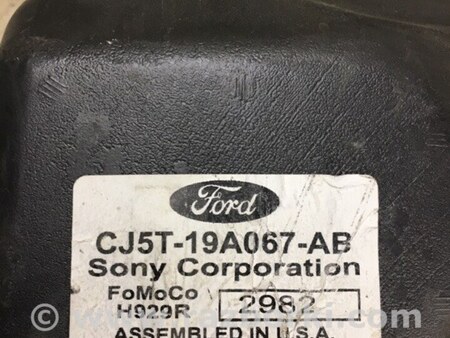 Ford
CJ5T-19A067-AB
Sony Corporation
FoMoCo
H929R 2982
ASSEMBLED IN U.S.A.